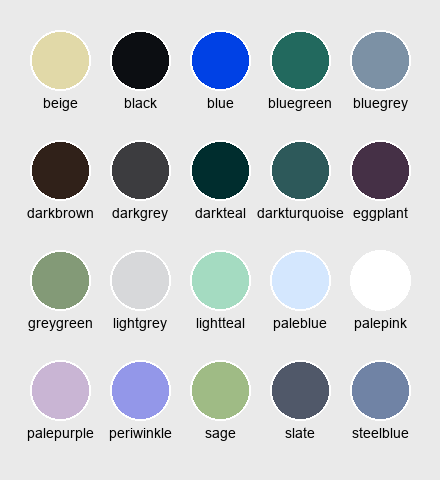 beige black blue bluegreen bluegrey
darkbrown darkgrey darkteal darkturquoise eggplant
greygreen lightgrey lightteal paleblue palepink
palepurple periwinkle sage slate steelblue